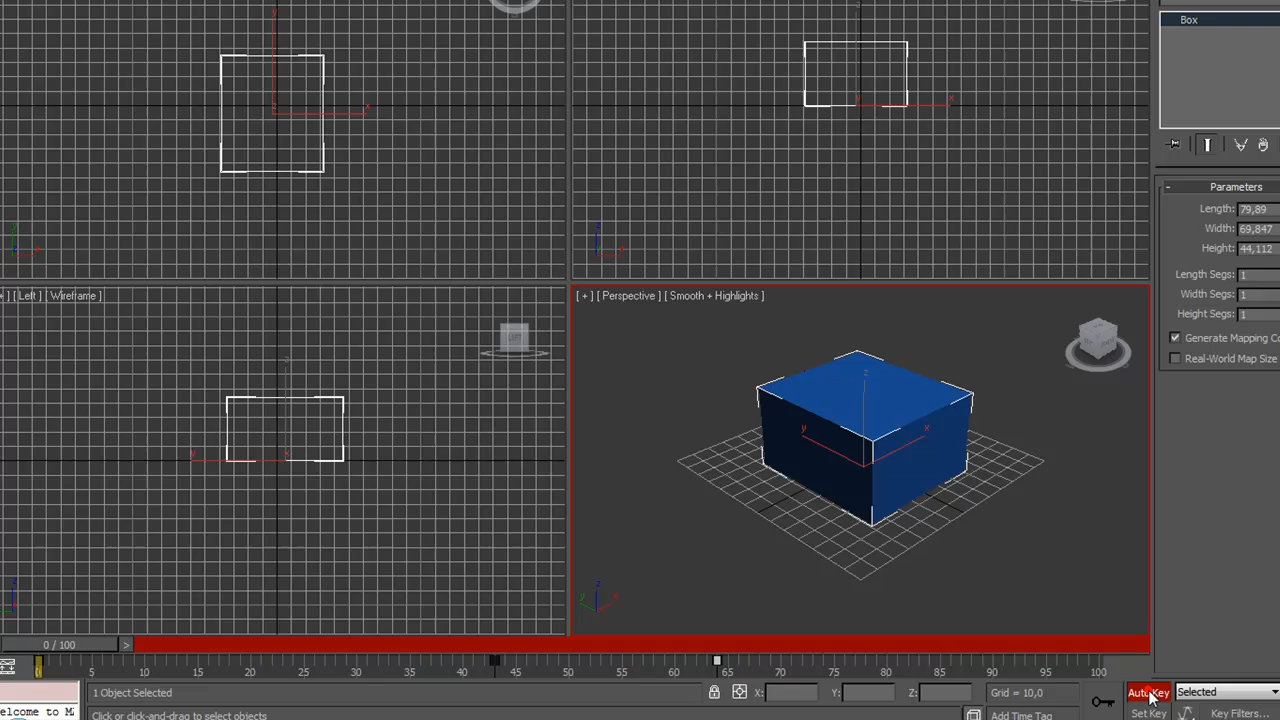 Box
Parameters
Length: 79,89
Width: 69,847
Height: 44,112
Length Segs: 1
Width Segs: 1
Height Segs: 1
Generate Mapping Co
Real-World Map Size
y
x
z
x
y
z
x
] [ Left ] [ Wireframe ]
[ + ] [ Perspective ] [ Smooth + Highlights ]
y
x
z
y
x
z
y
x
0 / 100 >
0 5 10 15 20 25 30 35 40 45 50 55 60 65 70 75 80 85 90 95 100
1 Object Selected X: Y: Z: Grid = 10,0 Auto Key Selected
elcome to M
Click or click-and-drag to select objects Add Time Tag Set Key Key Filters...